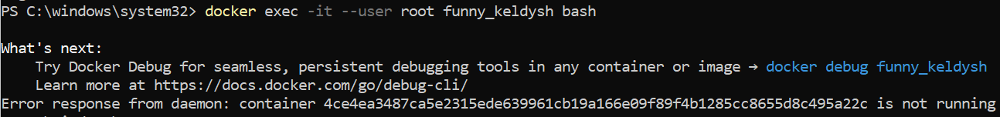 PS C:\windows\system32> docker exec -it --user root funny_keldysh bash
What's next:
Try Docker Debug for seamless, persistent debugging tools in any container or image → docker debug funny_keldysh
Learn more at https://docs.docker.com/go/debug-cli/
Error response from daemon: container 4ce4ea3487ca5e2315ede639961cb19a166e09f89f4b1285cc8655d8c495a22c is not running